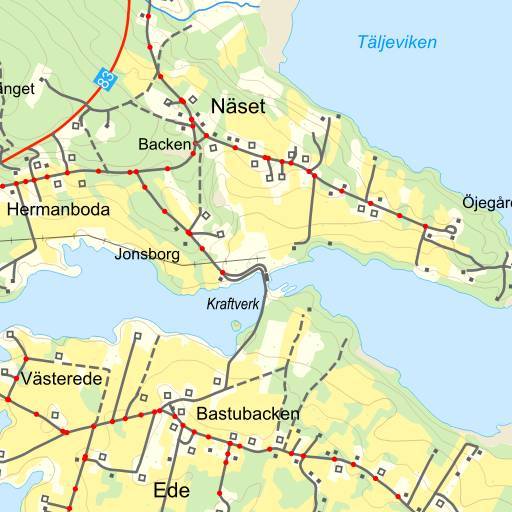 Täljeviken
83
Näset
Backen
Hermanboda
Jonsborg
Kraftverk
Västerede
Bastubacken
Ede